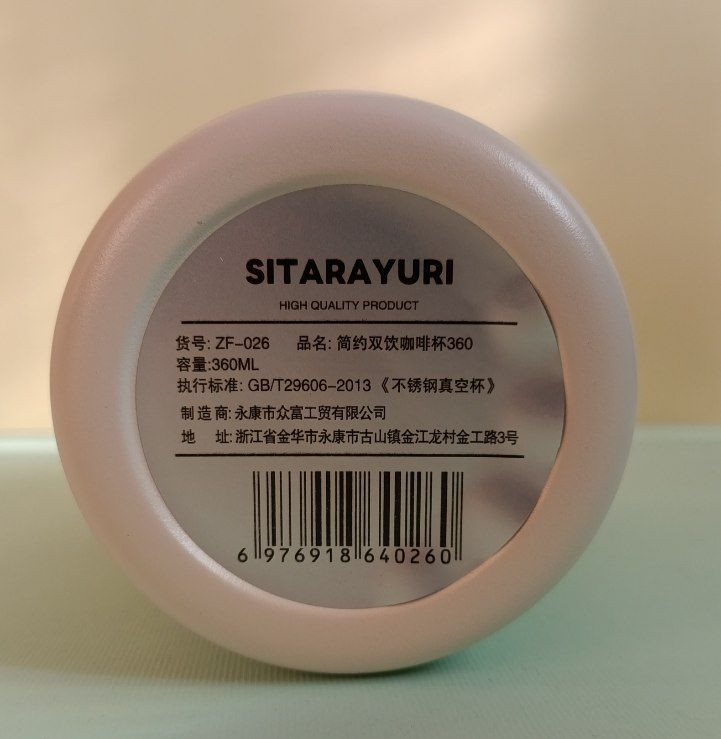 SITARAYURI
HIGH QUALITY PRODUCT
货号: ZF-026 品名: 简约双饮咖啡杯360
容量:360ML
执行标准: GB/T29606-2013《不锈钢真空杯》
制造商:永康市众富工贸有限公司
地 址:浙江省金华市永康市古山镇金江龙村金工路3号
6 976918 640260